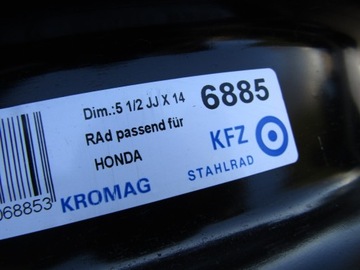 Dim.:5 1/2 JJ X 14 6885
RAd passend für
HONDA
KFZ
STAHLRAD
068853 KROMAG